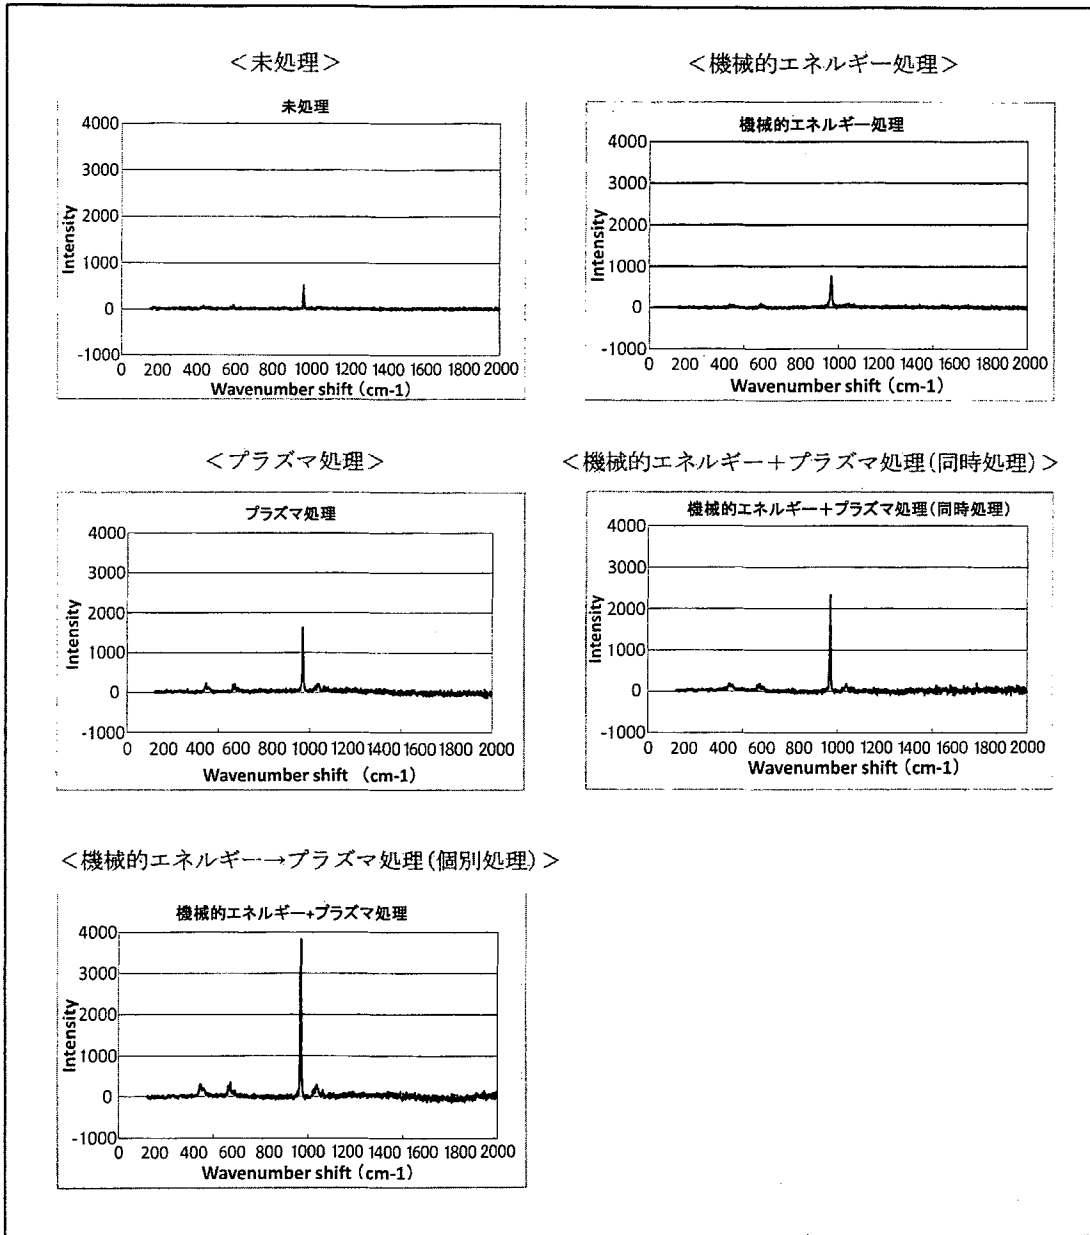 <未処理>
未処理
4000
3000
2000
1000
0
-1000
Intensity
0 200 400 600 800 1000 1200 1400 1600 1800 2000
Wavenumber shift (cm-1)
<機械的エネルギー処理>
機械的エネルギー処理
4000
3000
2000
1000
0
-1000
Intensity
0 200 400 600 800 1000 1200 1400 1600 1800 2000
Wavenumber shift (cm-1)
<プラズマ処理>
プラズマ処理
4000
3000
2000
1000
0
-1000
Intensity
0 200 400 600 800 1000 1200 1400 1600 1800 2000
Wavenumber shift (cm-1)
<機械的エネルギー+プラズマ処理(同時処理)>
機械的エネルギー+プラズマ処理(同時処理)
4000
3000
2000
1000
0
-1000
Intensity
0 200 400 600 800 1000 1200 1400 1600 1800 2000
Wavenumber shift (cm-1)
<機械的エネルギー→プラズマ処理(個別処理)>
機械的エネルギー+プラズマ処理
4000
3000
2000
1000
0
-1000
Intensity
0 200 400 600 800 1000 1200 1400 1600 1800 2000
Wavenumber shift (cm-1)